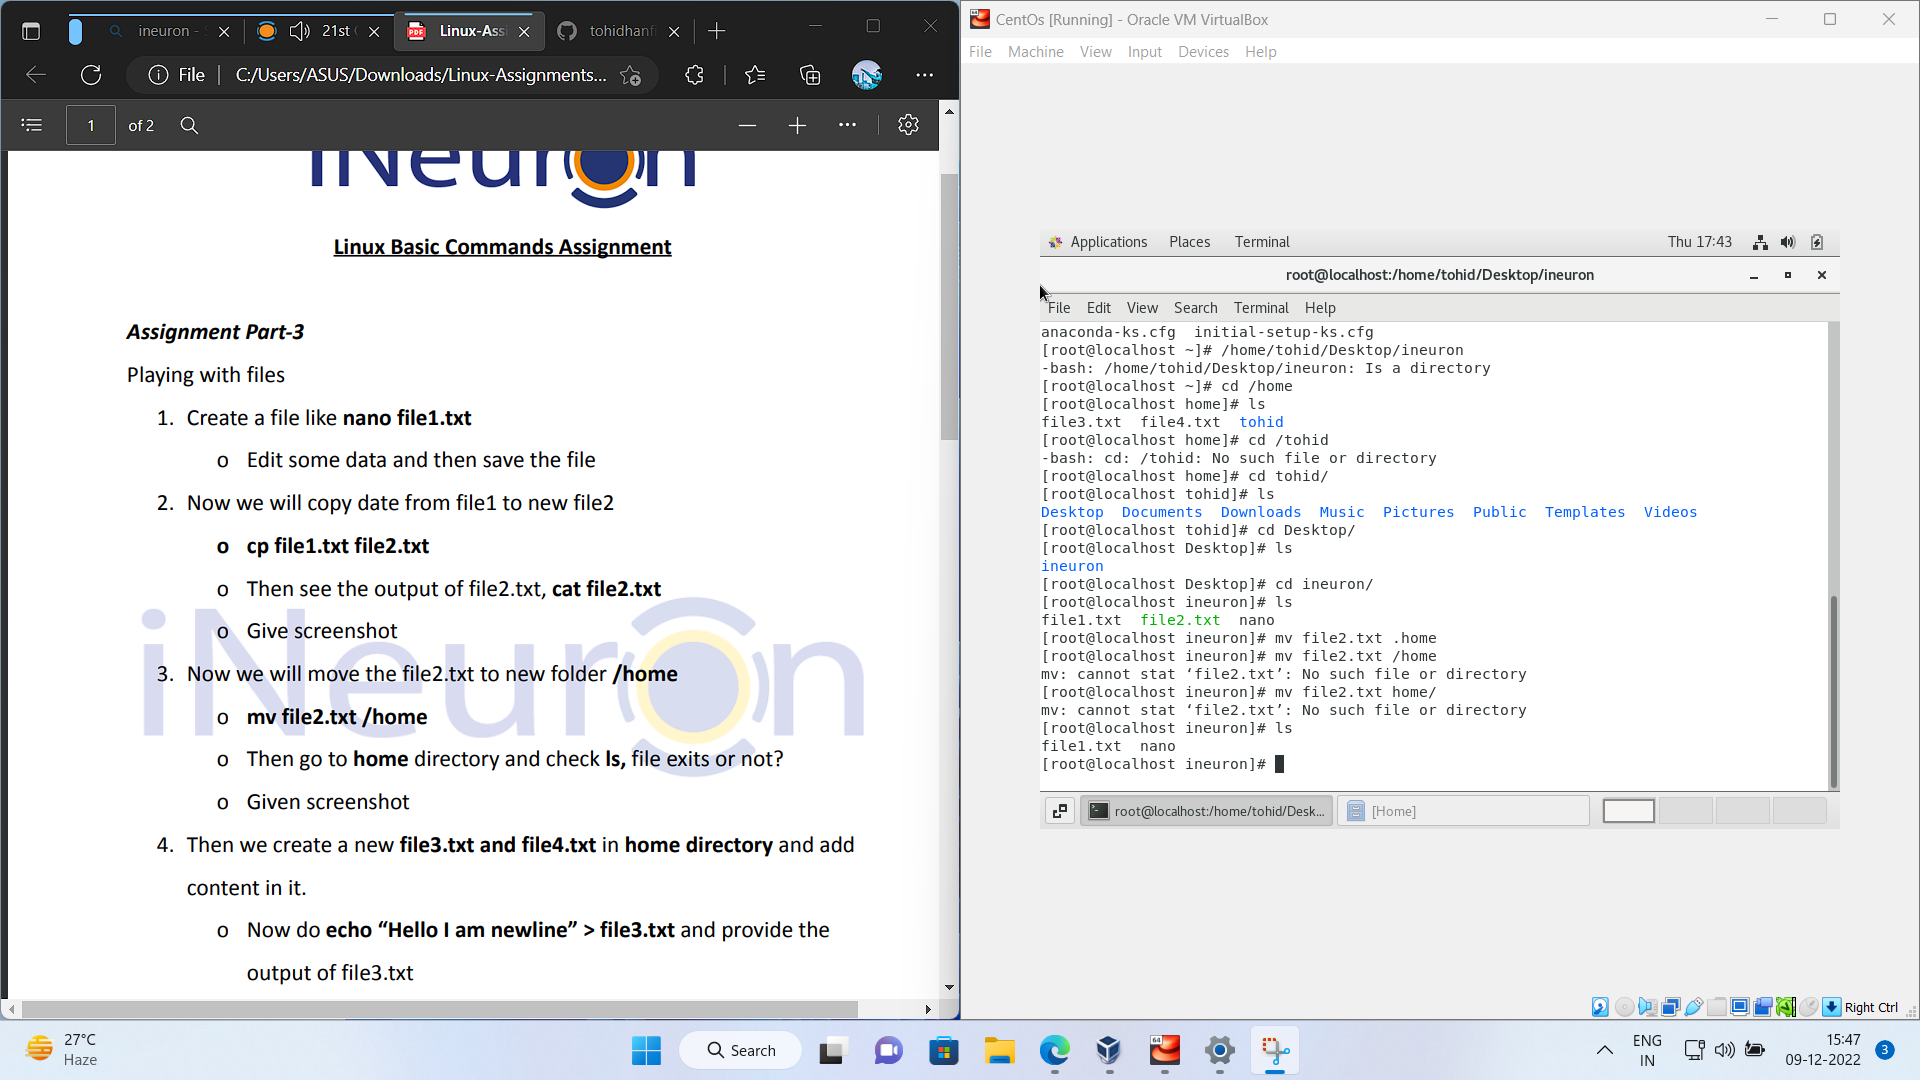 ineuron - S
21st
Linux-Assi
tohidhanfi
File
C:/Users/ASUS/Downloads/Linux-Assignments...
1
of 2
iNeuron
Linux Basic Commands Assignment
Assignment Part-3
Playing with files
1. Create a file like nano file1.txt
o Edit some data and then save the file
2. Now we will copy date from file1 to new file2
o cp file1.txt file2.txt
o Then see the output of file2.txt, cat file2.txt
o Give screenshot
3. Now we will move the file2.txt to new folder /home
o mv file2.txt /home
o Then go to home directory and check ls, file exits or not?
o Given screenshot
4. Then we create a new file3.txt and file4.txt in home directory and add
content in it.
o Now do echo “Hello I am newline” > file3.txt and provide the
output of file3.txt
iNeuron
CentOs [Running] - Oracle VM VirtualBox
File Machine View Input Devices Help
Applications Places Terminal
Thu 17:43
root@localhost:/home/tohid/Desktop/ineuron
File Edit View Search Terminal Help
anaconda-ks.cfg initial-setup-ks.cfg
[root@localhost ~]# /home/tohid/Desktop/ineuron
-bash: /home/tohid/Desktop/ineuron: Is a directory
[root@localhost ~]# cd /home
[root@localhost home]# ls
file3.txt file4.txt tohid
[root@localhost home]# cd /tohid
-bash: cd: /tohid: No such file or directory
[root@localhost home]# cd tohid/
[root@localhost tohid]# ls
Desktop Documents Downloads Music Pictures Public Templates Videos
[root@localhost tohid]# cd Desktop/
[root@localhost Desktop]# ls
ineuron
[root@localhost Desktop]# cd ineuron/
[root@localhost ineuron]# ls
file1.txt file2.txt nano
[root@localhost ineuron]# mv file2.txt .home
[root@localhost ineuron]# mv file2.txt /home
mv: cannot stat ‘file2.txt’: No such file or directory
[root@localhost ineuron]# mv file2.txt home/
mv: cannot stat ‘file2.txt’: No such file or directory
[root@localhost ineuron]# ls
file1.txt nano
[root@localhost ineuron]#
root@localhost:/home/tohid/Desk...
[Home]
Right Ctrl
27°C
Haze
Search
64
ENG
IN
15:47
09-12-2022
3